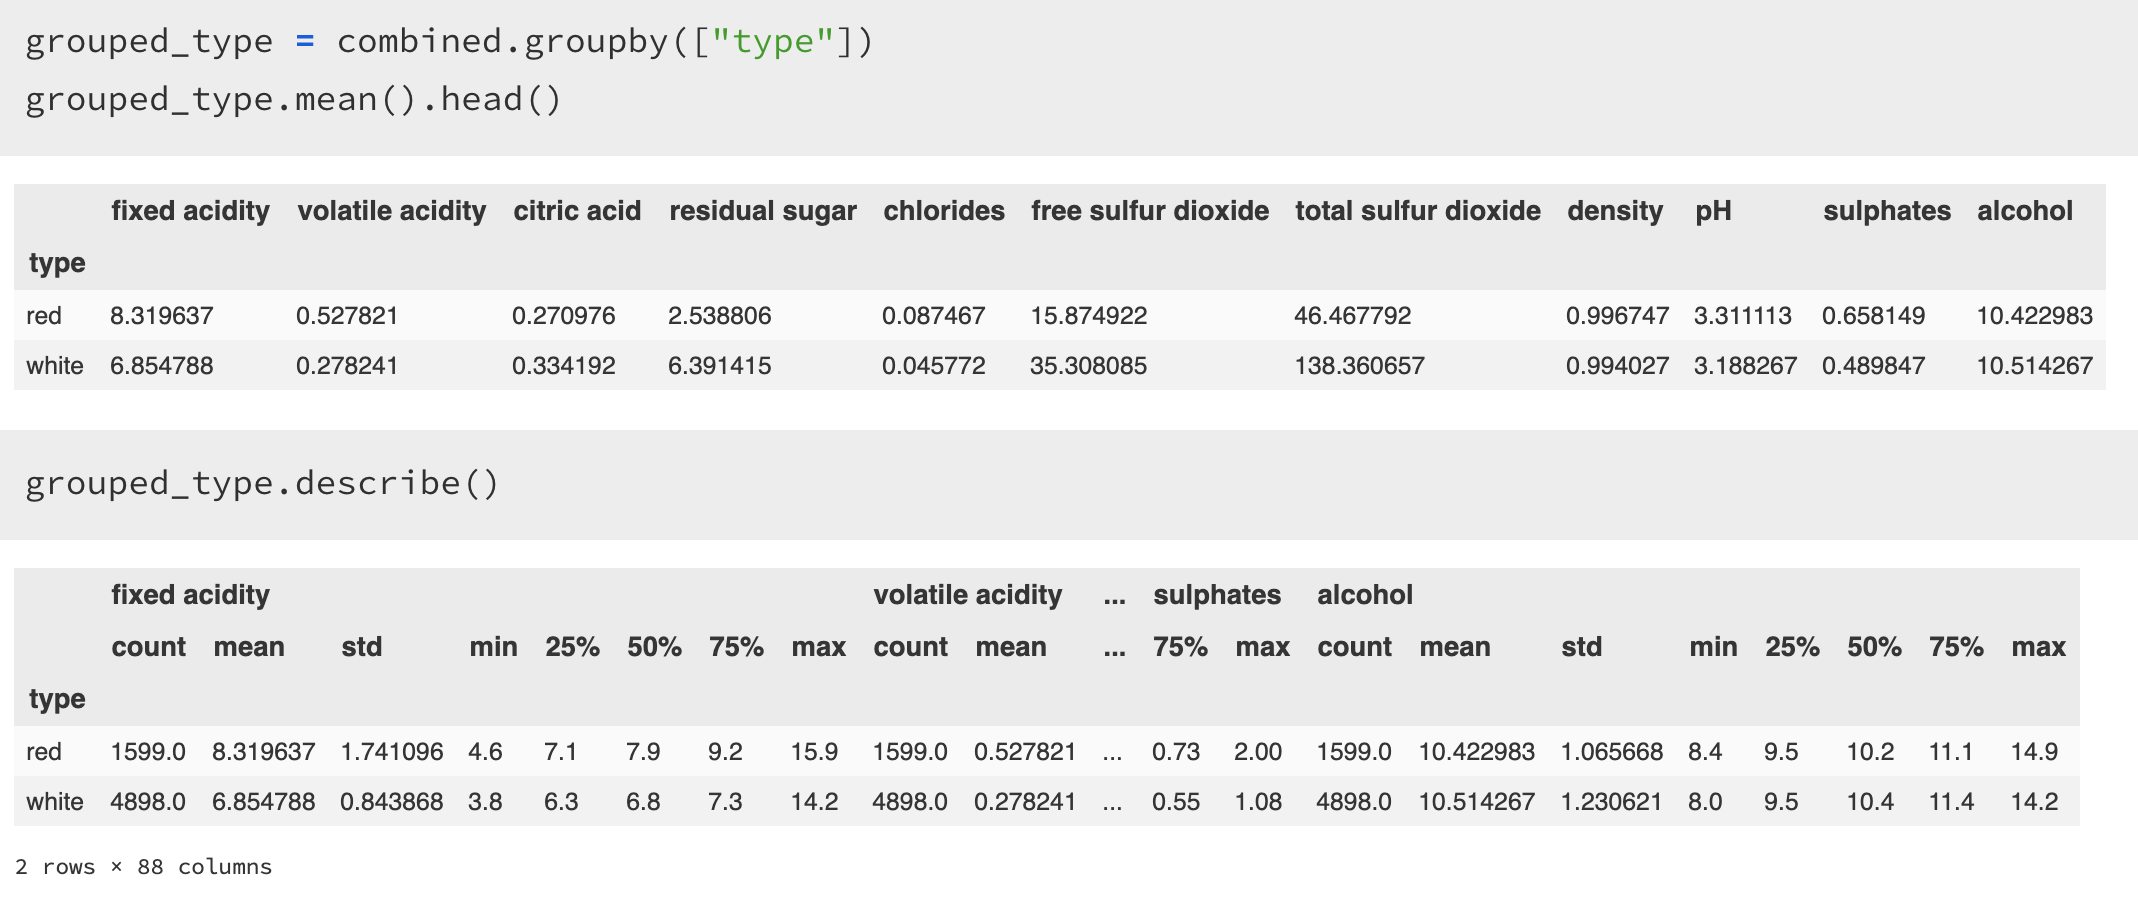 grouped_type = combined.groupby(["type"])
grouped_type.mean().head()
fixed acidity volatile acidity citric acid residual sugar chlorides free sulfur dioxide total sulfur dioxide density pH sulphates alcohol
type
red 8.319637 0.527821 0.270976 2.538806 0.087467 15.874922 46.467792 0.996747 3.311113 0.658149 10.422983
white 6.854788 0.278241 0.334192 6.391415 0.045772 35.308085 138.360657 0.994027 3.188267 0.489847 10.514267
grouped_type.describe()
fixed acidity volatile acidity ... sulphates alcohol
count mean std min 25% 50% 75% max count mean ... 75% max count mean std min 25% 50% 75% max
type
red 1599.0 8.319637 1.741096 4.6 7.1 7.9 9.2 15.9 1599.0 0.527821 ... 0.73 2.00 1599.0 10.422983 1.065668 8.4 9.5 10.2 11.1 14.9
white 4898.0 6.854788 0.843868 3.8 6.3 6.8 7.3 14.2 4898.0 0.278241 ... 0.55 1.08 4898.0 10.514267 1.230621 8.0 9.5 10.4 11.4 14.2
2 rows × 88 columns